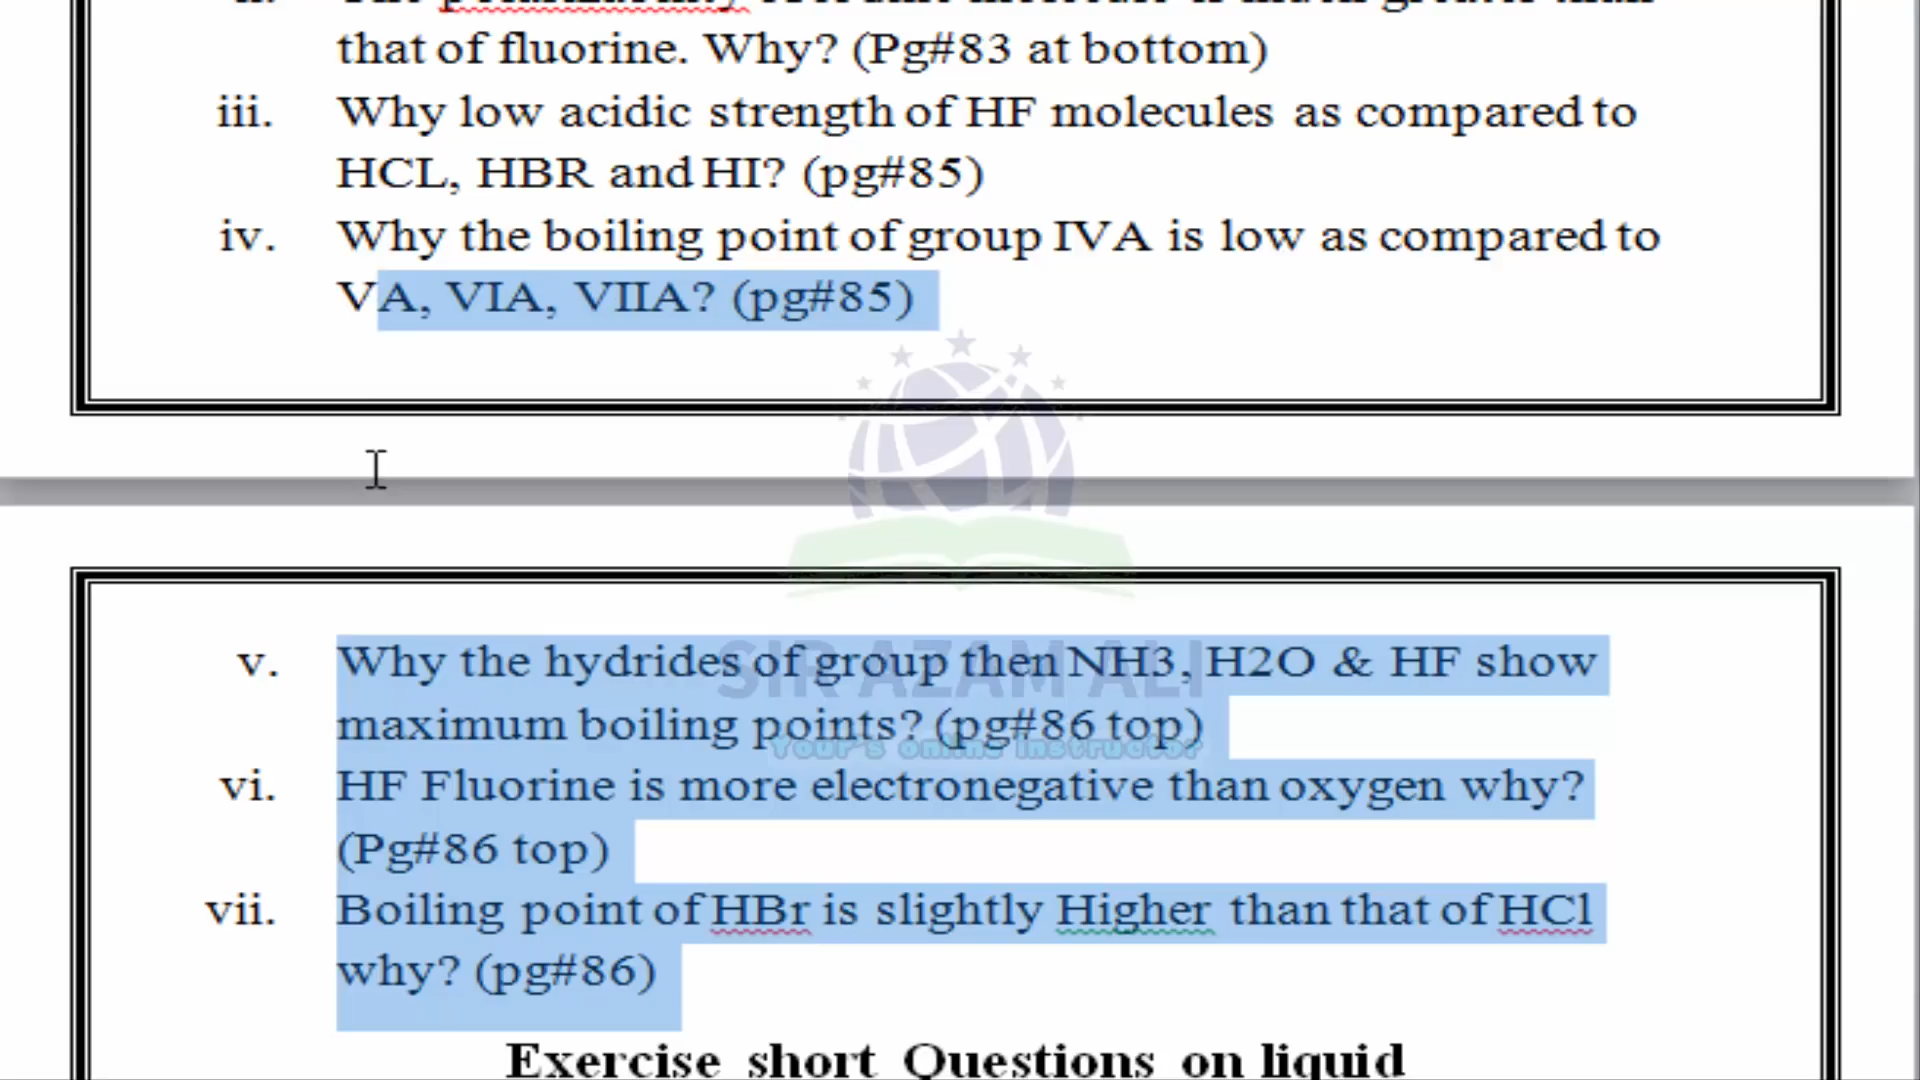 that of fluorine. Why? (Pg#83 at bottom)
iii. Why low acidic strength of HF molecules as compared to
HCL, HBR and HI? (pg#85)
iv. Why the boiling point of group IVA is low as compared to
VA, VIA, VIIA? (pg#85)
v. Why the hydrides of group then NH3, H2O & HF show
maximum boiling points? (pg#86 top)
SIR AZAM ALI
Your's online instructor
vi. HF Fluorine is more electronegative than oxygen why?
(Pg#86 top)
vii. Boiling point of HBr is slightly Higher than that of HCl
why? (pg#86)
Exercise short Questions on liquid